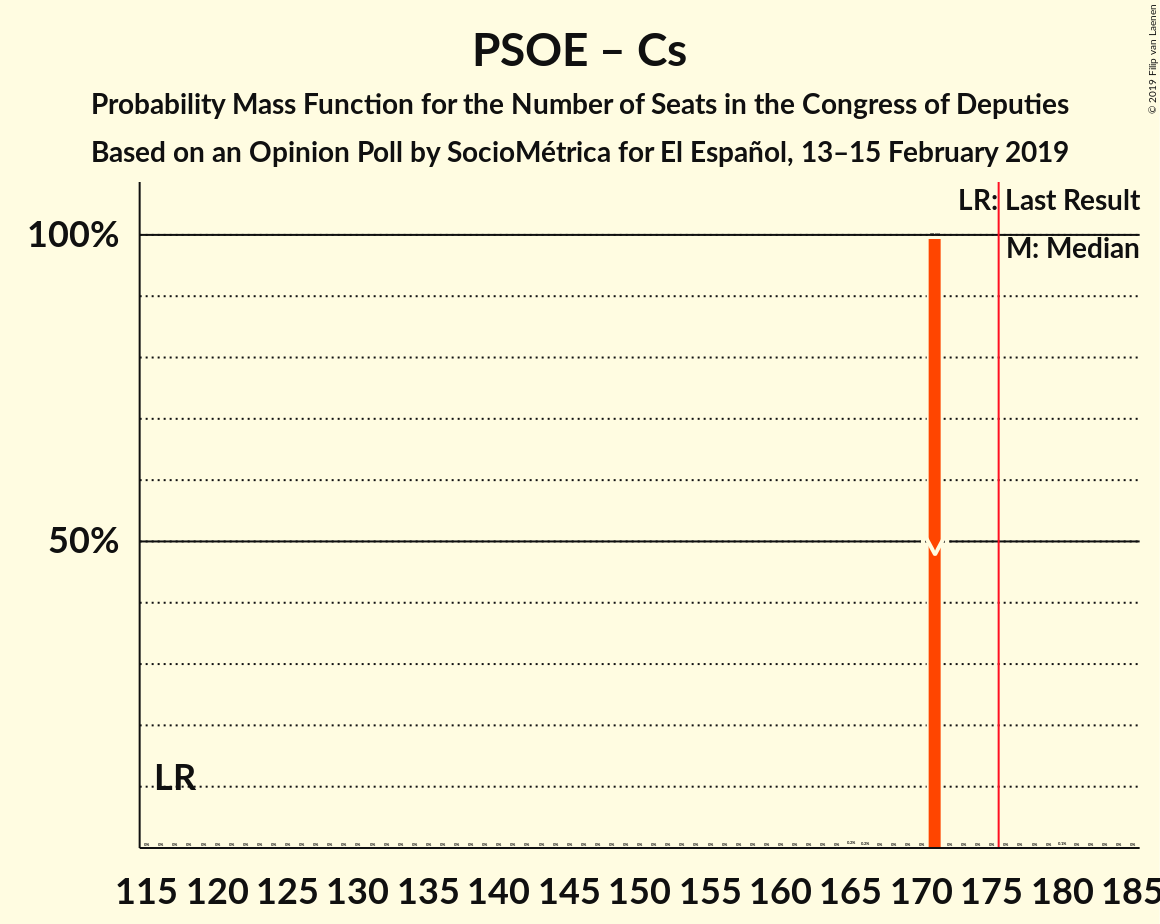 PSOE – Cs
Probability Mass Function for the Number of Seats in the Congress of Deputies
Based on an Opinion Poll by SocioMétrica for El Español, 13–15 February 2019
© 2019 Filip van Laenen
LR: Last Result
M: Median
100%
50%
LR
115 120 125 130 135 140 145 150 155 160 165 170 175 180 185